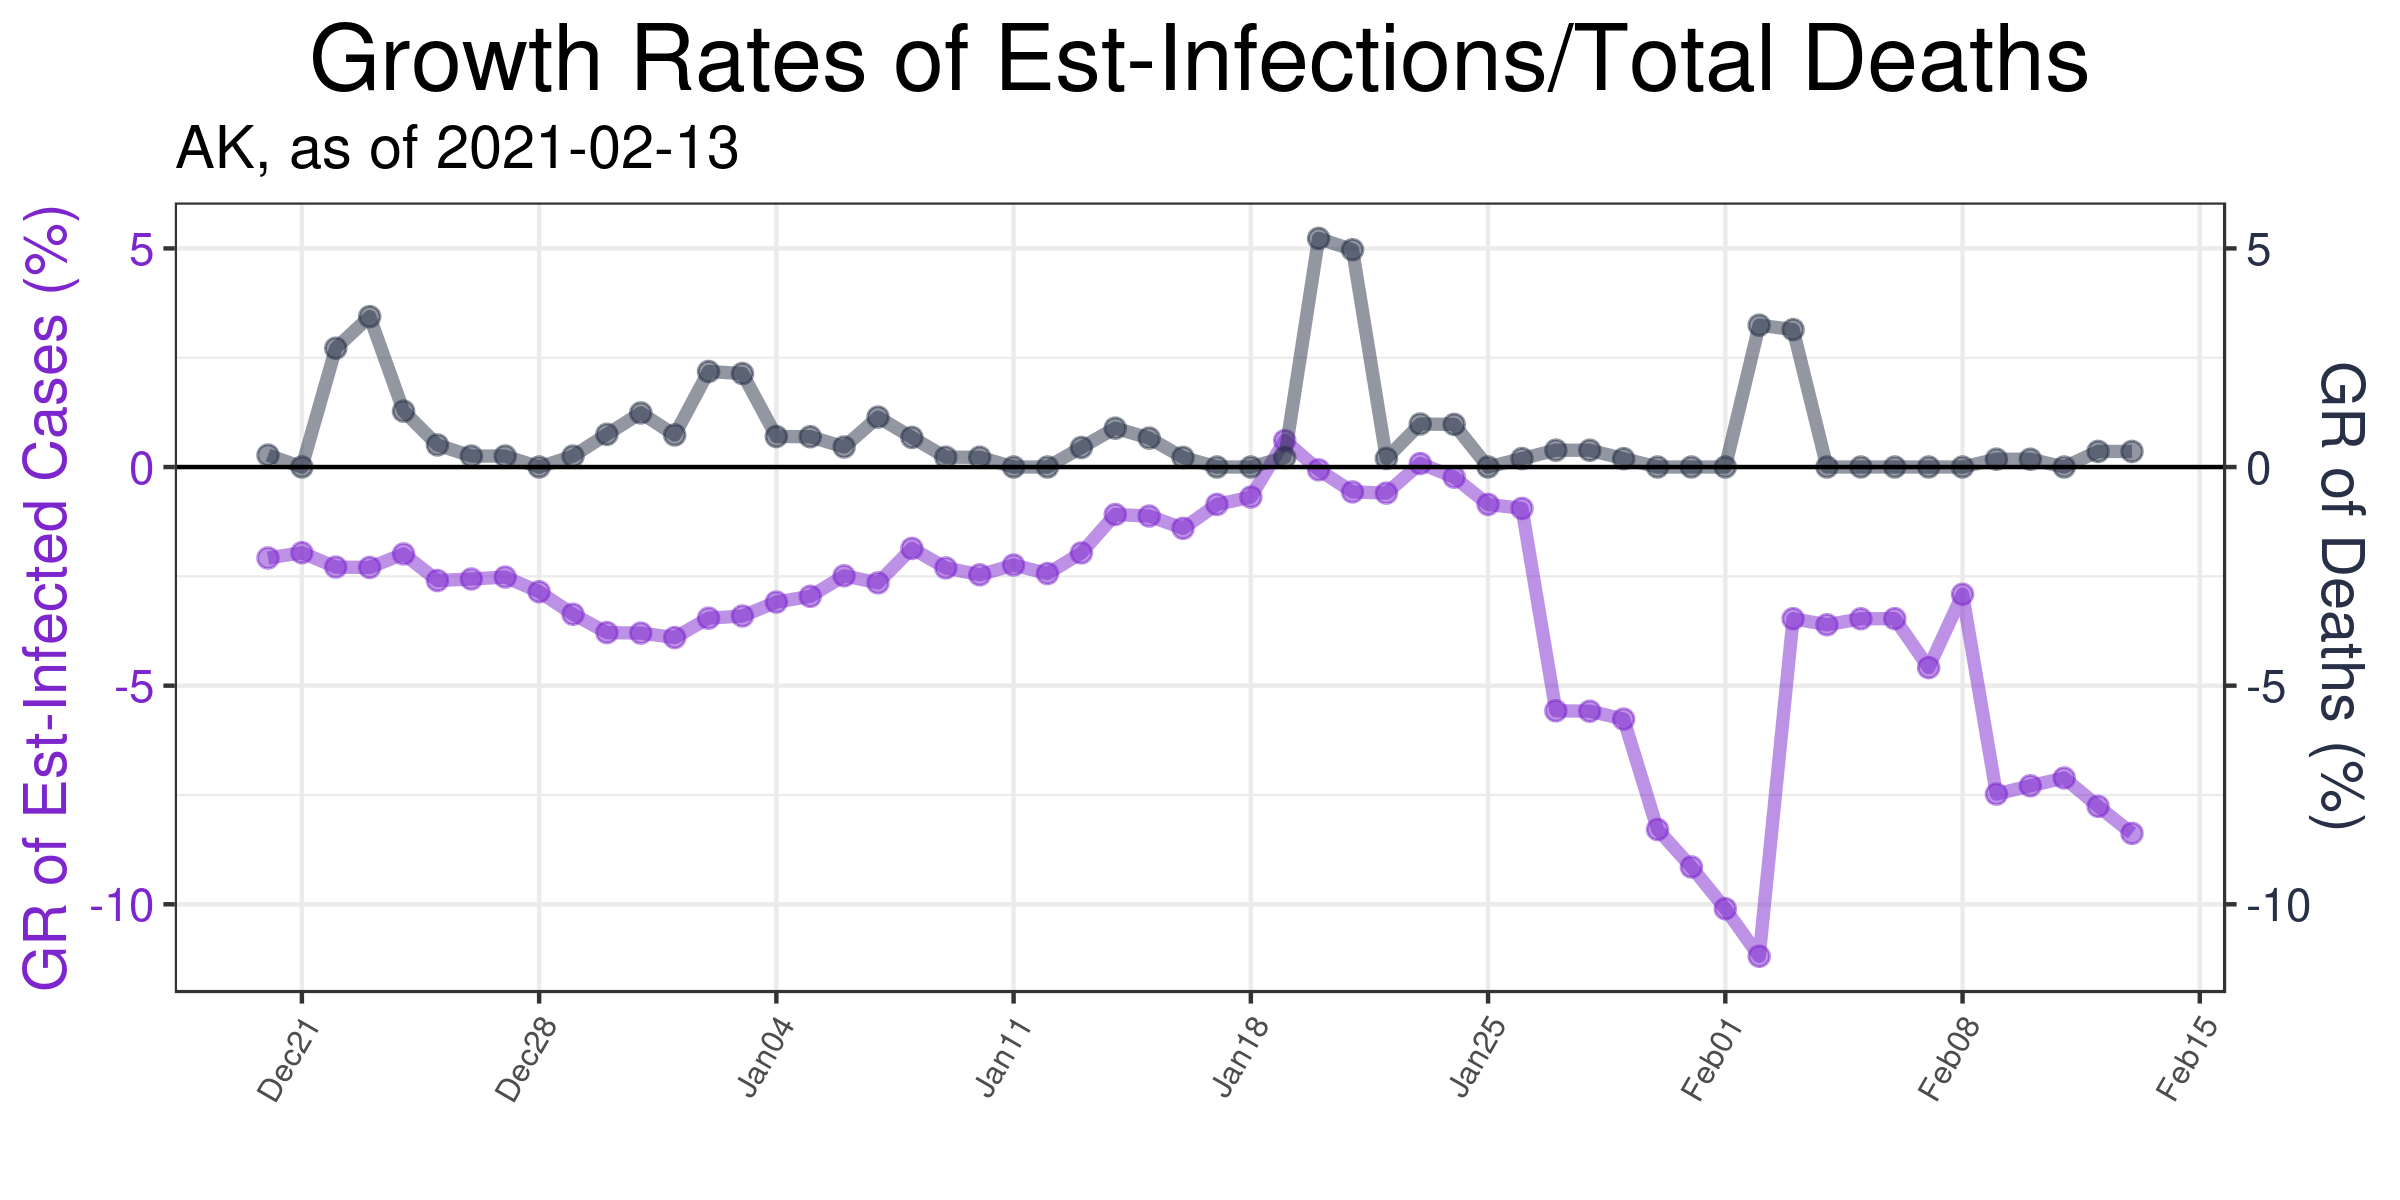 Growth Rates of Est-Infections/Total Deaths
AK, as of 2021-02-13
GR of Est-Infected Cases (%)
5
0
-5
-10
5
0
-5
-10
GR of Deaths (%)
Dec21
Dec28
Jan04
Jan11
Jan18
Jan25
Feb01
Feb08
Feb15